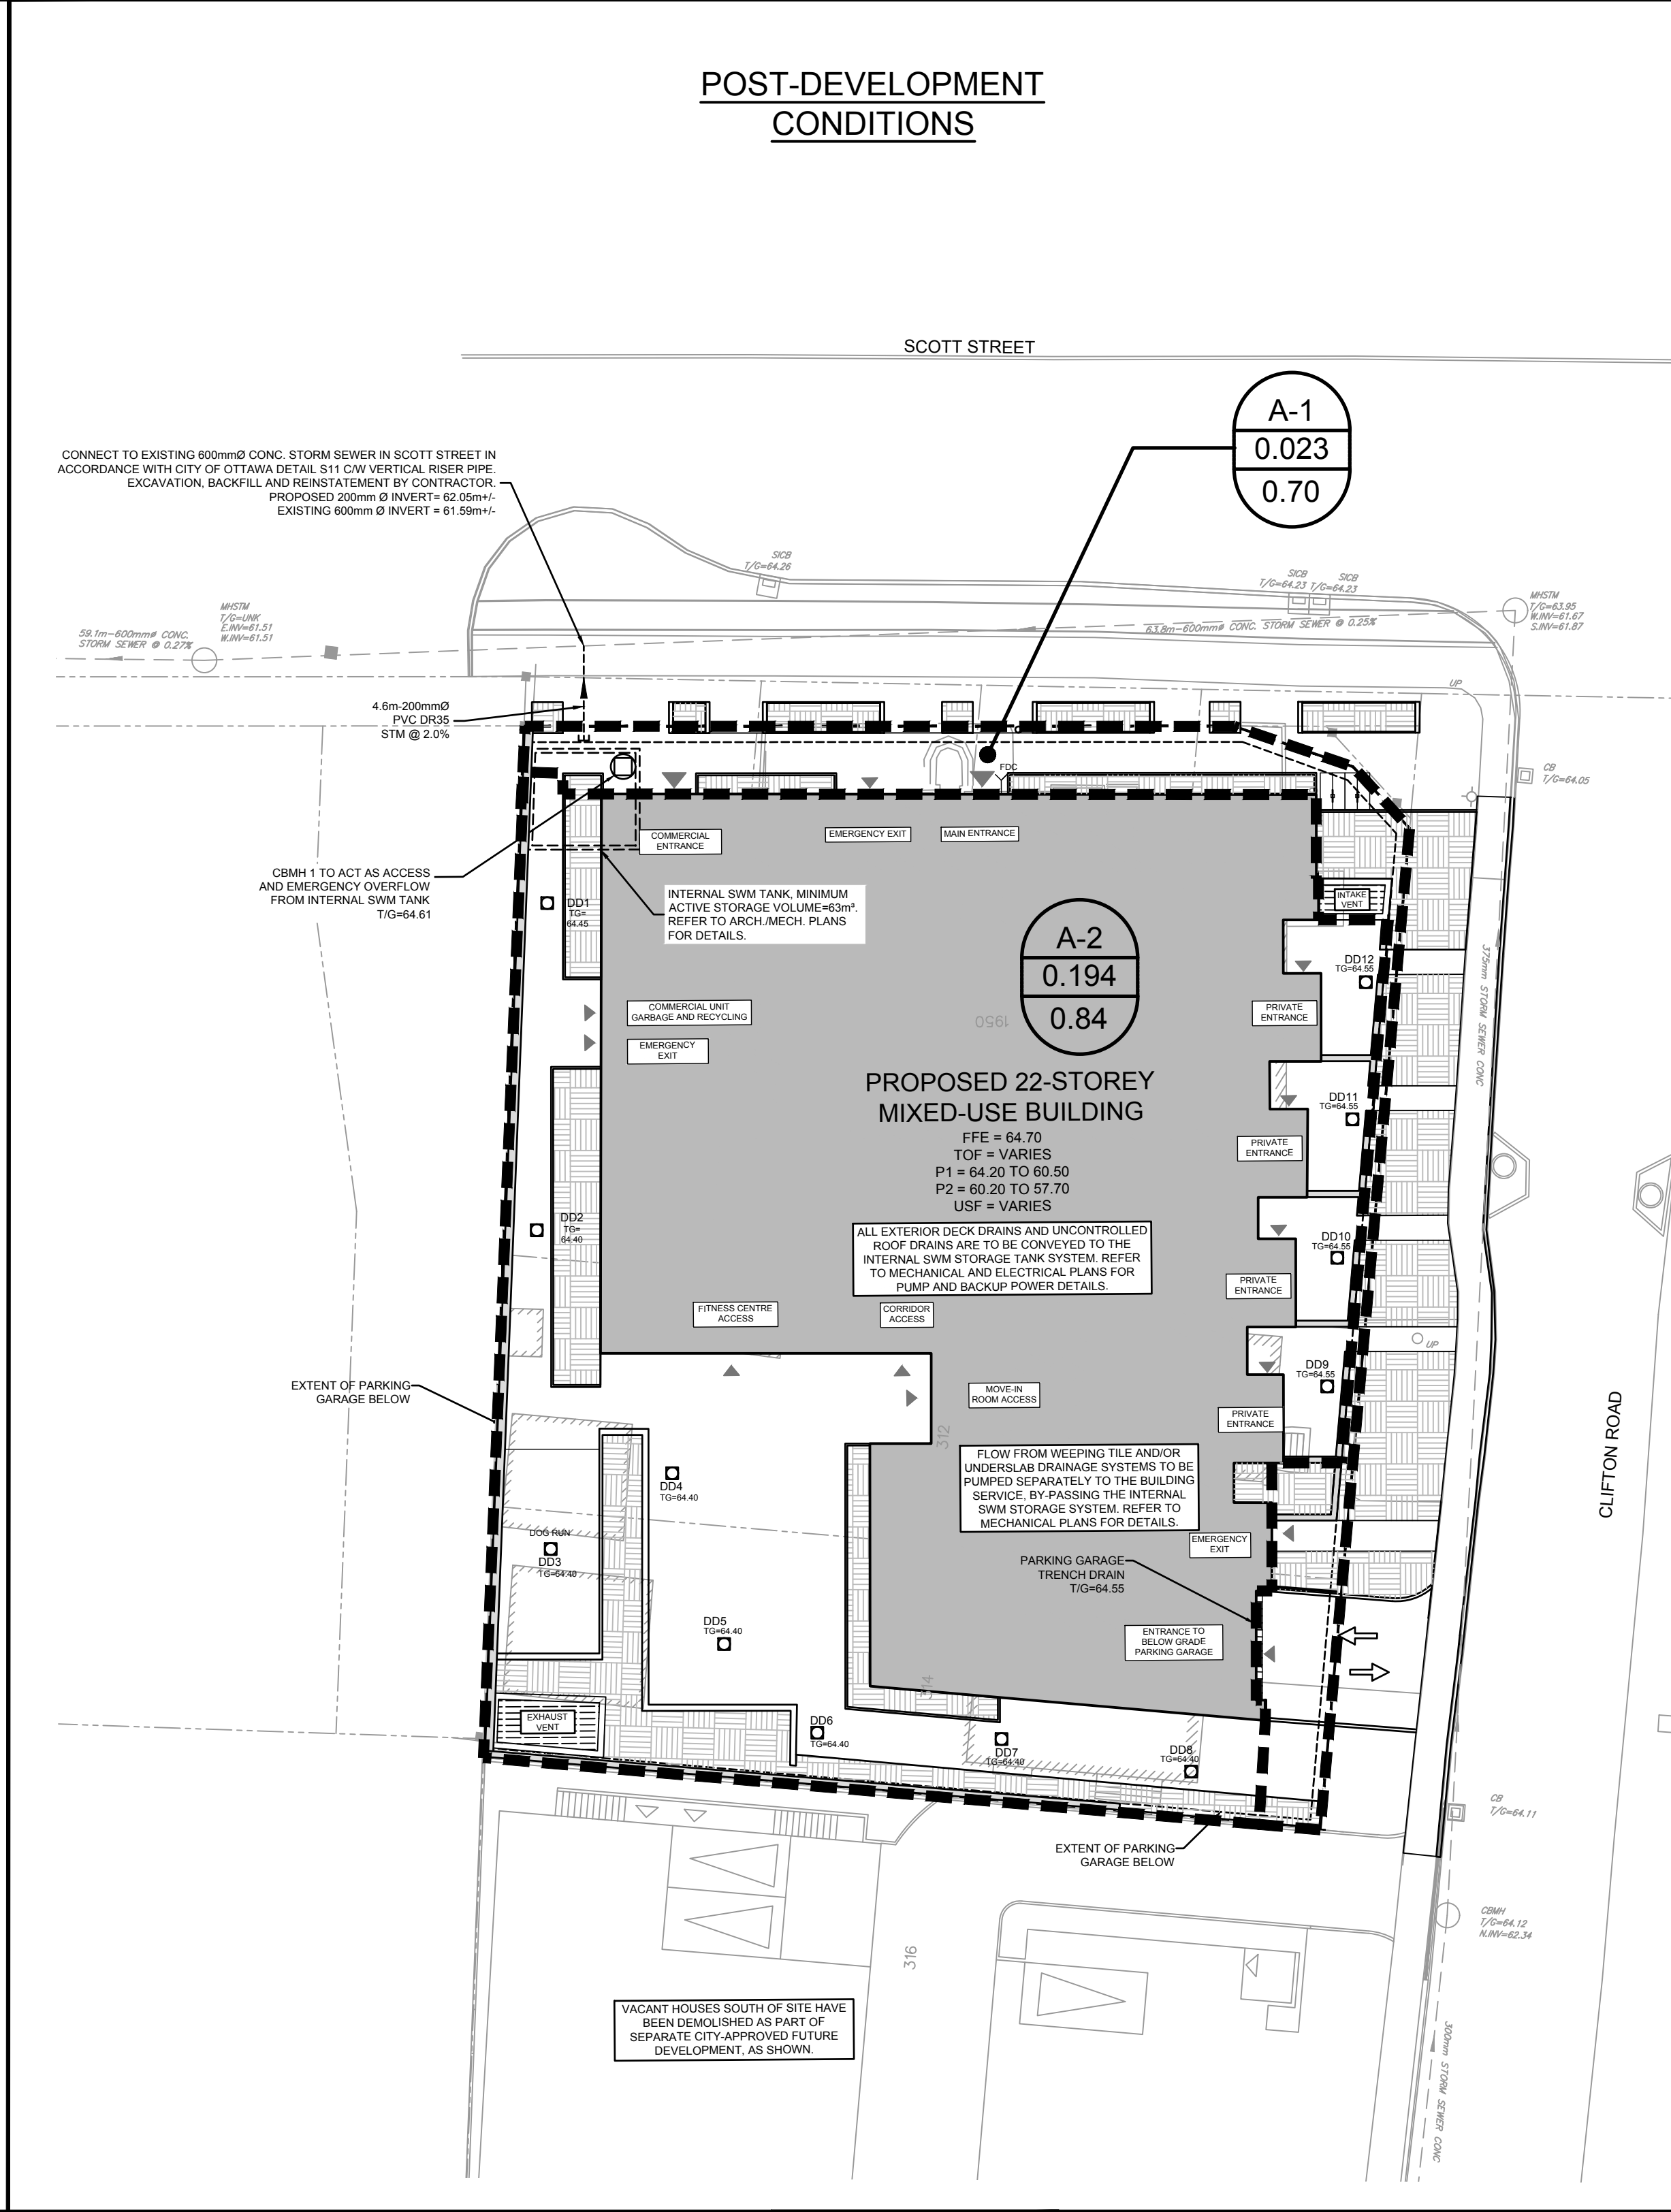 POST-DEVELOPMENT
CONDITIONS
SCOTT STREET
A-1
0.023
0.70
CONNECT TO EXISTING 600mmØ CONC. STORM SEWER IN SCOTT STREET IN
ACCORDANCE WITH CITY OF OTTAWA DETAIL S11 C/W VERTICAL RISER PIPE.
EXCAVATION, BACKFILL AND REINSTATEMENT BY CONTRACTOR.
PROPOSED 200mm Ø INVERT= 62.05m+/-
EXISTING 600mm Ø INVERT = 61.59m+/-
SICB
T/G=64.26
SICB
T/G=64.23
SICB
T/G=64.23
MHSTM
T/G=63.95
W.INV=61.67
S.INV=61.87
MHSTM
T/G=UNK
E.INV=61.51
W.INV=61.51
59.1m-600mmø CONC.
STORM SEWER @ 0.27%
63.8m-600mmø CONC. STORM SEWER @ 0.25%
UP
4.6m-200mmØ
PVC DR35
STM @ 2.0%
FDC
CB
T/G=64.05
COMMERCIAL
ENTRANCE
EMERGENCY EXIT
MAIN ENTRANCE
CBMH 1 TO ACT AS ACCESS
AND EMERGENCY OVERFLOW
FROM INTERNAL SWM TANK
T/G=64.61
INTERNAL SWM TANK, MINIMUM
ACTIVE STORAGE VOLUME=63m³.
REFER TO ARCH./MECH. PLANS
FOR DETAILS.
DD1
TG=
64.45
INTAKE
VENT
A-2
0.194
0.84
1950
DD12
TG=64.55
375mm STORM SEWER CONC
COMMERCIAL UNIT
GARBAGE AND RECYCLING
PRIVATE
ENTRANCE
EMERGENCY
EXIT
PROPOSED 22-STOREY
MIXED-USE BUILDING
FFE = 64.70
TOF = VARIES
P1 = 64.20 TO 60.50
P2 = 60.20 TO 57.70
USF = VARIES
DD11
TG=64.55
PRIVATE
ENTRANCE
DD2
TG=
64.40
ALL EXTERIOR DECK DRAINS AND UNCONTROLLED
ROOF DRAINS ARE TO BE CONVEYED TO THE
INTERNAL SWM STORAGE TANK SYSTEM. REFER
TO MECHANICAL AND ELECTRICAL PLANS FOR
PUMP AND BACKUP POWER DETAILS.
DD10
TG=64.55
PRIVATE
ENTRANCE
FITNESS CENTRE
ACCESS
CORRIDOR
ACCESS
UP
DD9
TG=64.55
EXTENT OF PARKING
GARAGE BELOW
MOVE-IN
ROOM ACCESS
PRIVATE
ENTRANCE
312
CLIFTON ROAD
FLOW FROM WEEPING TILE AND/OR
UNDERSLAB DRAINAGE SYSTEMS TO BE
PUMPED SEPARATELY TO THE BUILDING
SERVICE, BY-PASSING THE INTERNAL
SWM STORAGE SYSTEM. REFER TO
MECHANICAL PLANS FOR DETAILS.
DD4
TG=64.40
DOG RUN
DD3
TG=64.40
EMERGENCY
EXIT
PARKING GARAGE
TRENCH DRAIN
T/G=64.55
DD5
TG=64.40
ENTRANCE TO
BELOW GRADE
PARKING GARAGE
314
EXHAUST
VENT
DD6
TG=64.40
DD7
TG=64.40
DD8
TG=64.40
CB
T/G=64.11
EXTENT OF PARKING
GARAGE BELOW
CBMH
T/G=64.12
N.INV=62.34
316
VACANT HOUSES SOUTH OF SITE HAVE
BEEN DEMOLISHED AS PART OF
SEPARATE CITY-APPROVED FUTURE
DEVELOPMENT, AS SHOWN.
300mm STORM SEWER CONC